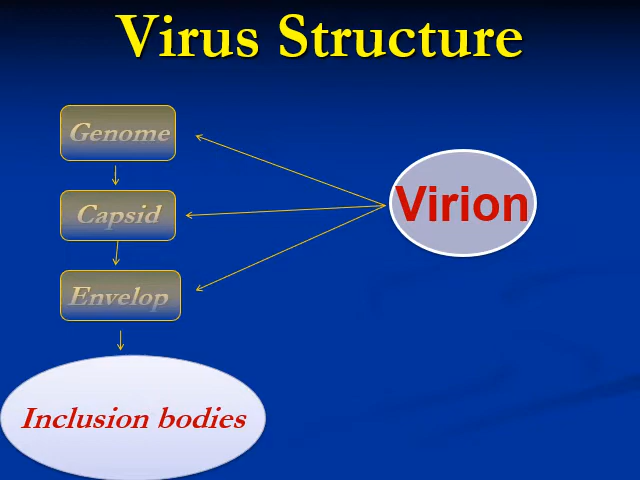 Virus Structure
Genome
Capsid
Envelop
Inclusion bodies
Virion